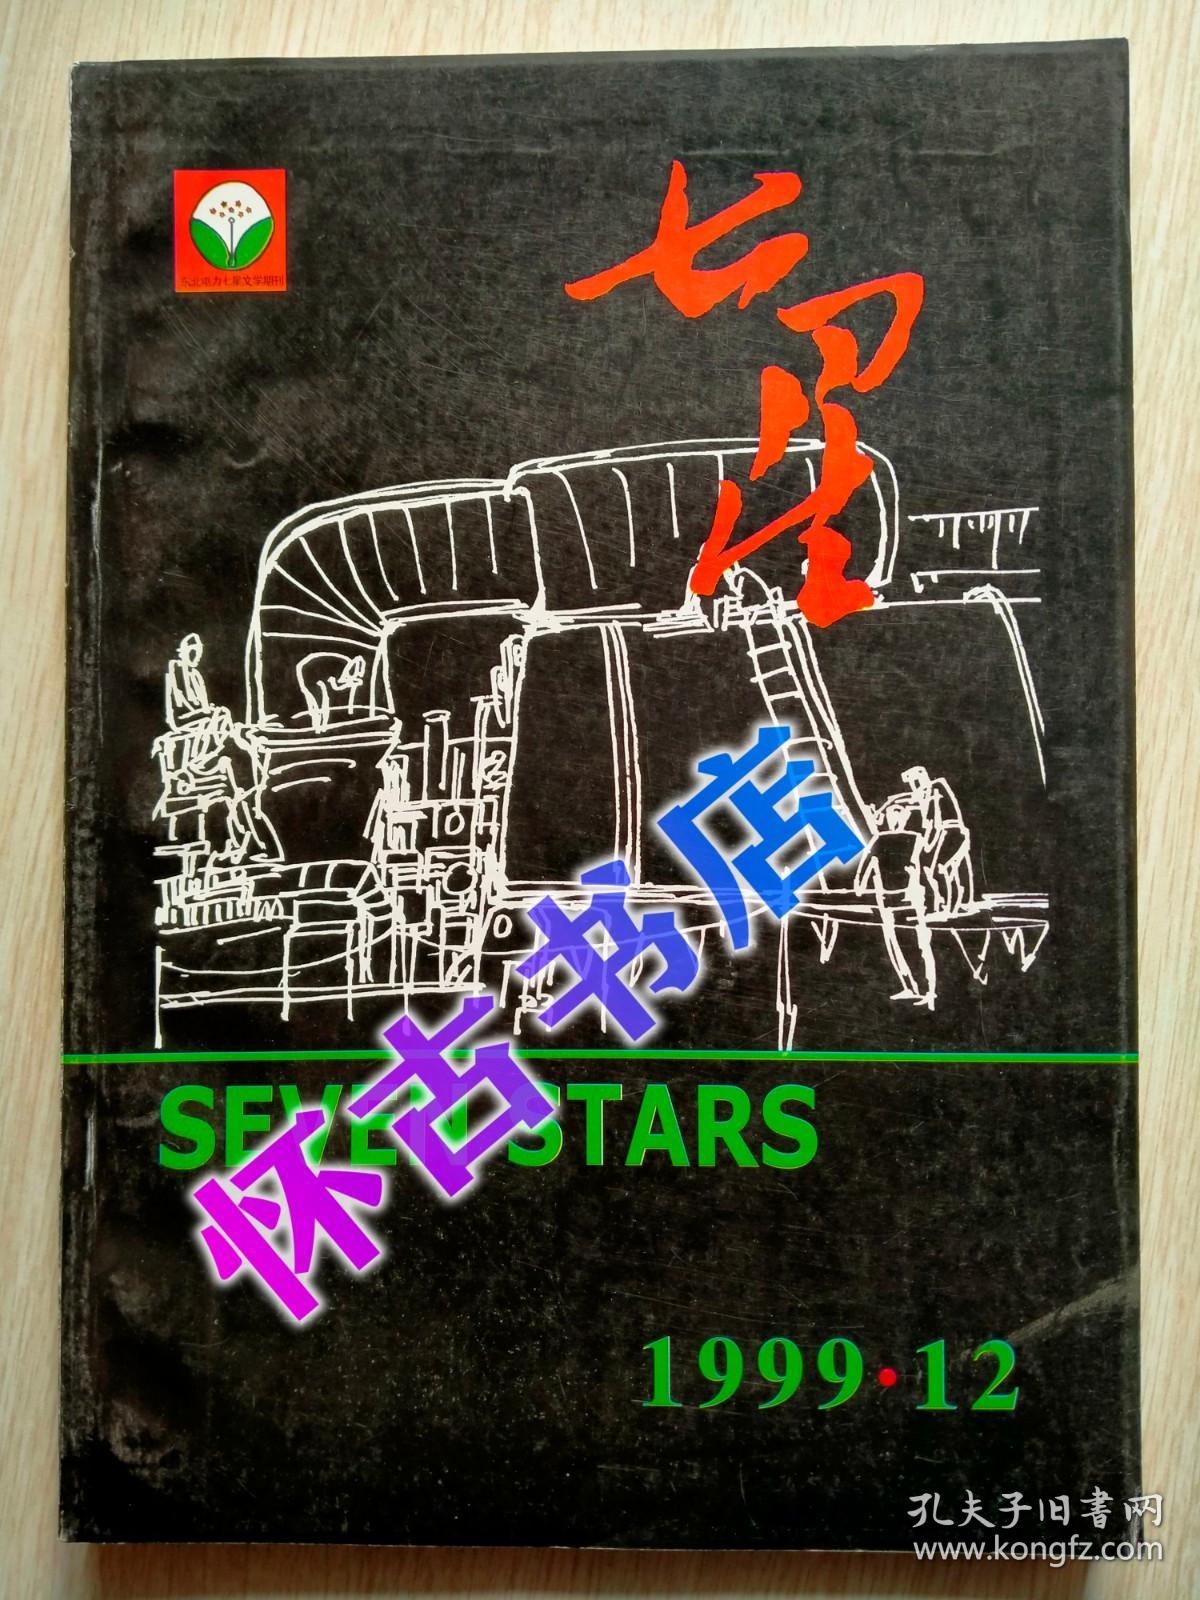 东北电力七星文学期刊
七星
SEVEN STARS
怀古书店
1999·12
孔夫子旧書网
www.kongfz.com